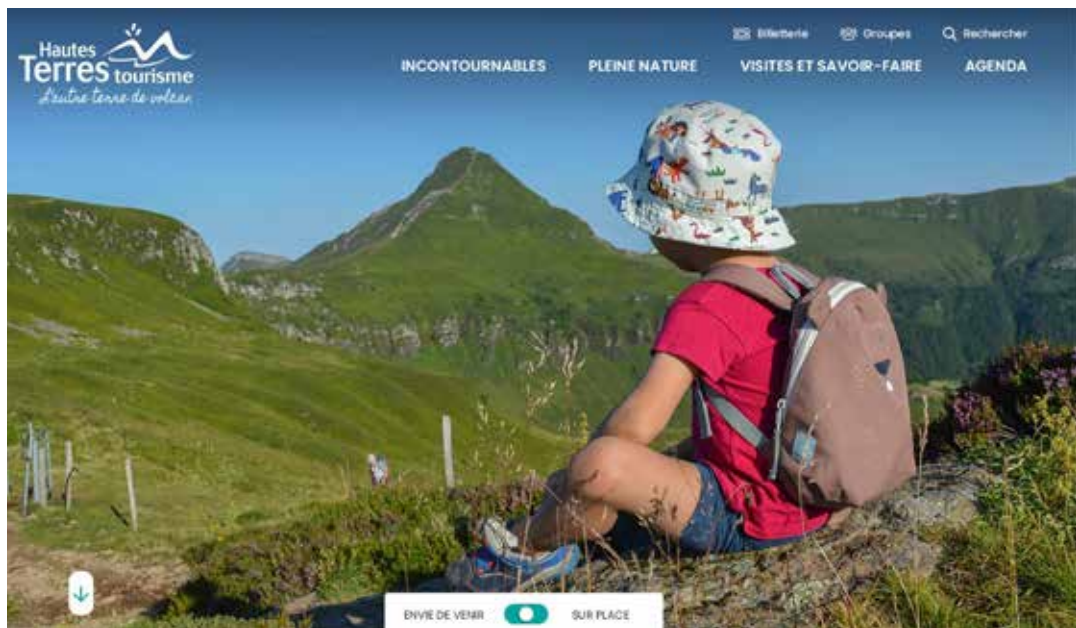 Hautes
Terres tourisme
L'autre terre de volcan
Billetterie Groupes Rechercher
INCONTOURNABLES PLEINE NATURE VISITES ET SAVOIR-FAIRE AGENDA
ENVIE DE VENIR SUR PLACE